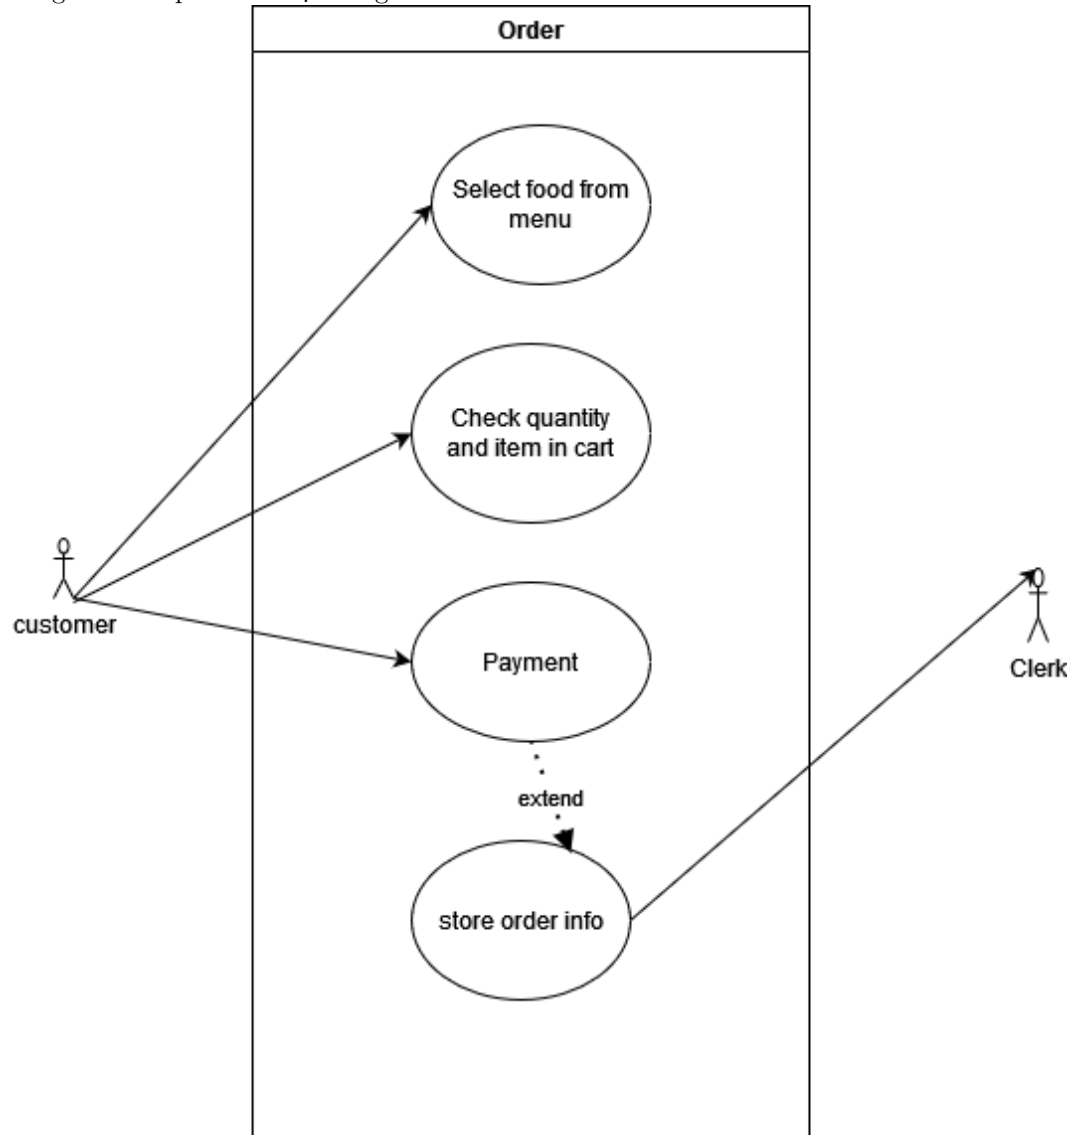 Order
Select food from
menu
Check quantity
and item in cart
customer
Payment
Clerk
extend
store order info